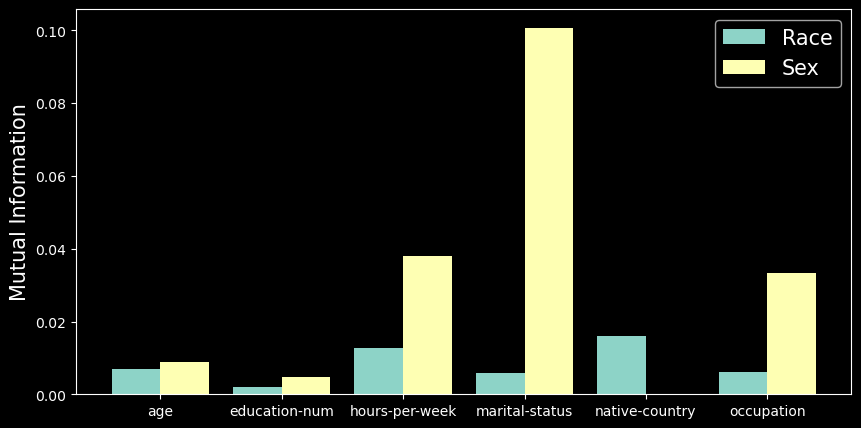 Race
Sex
Mutual Information
0.10
0.08
0.06
0.04
0.02
0.00
age education-num hours-per-week marital-status native-country occupation